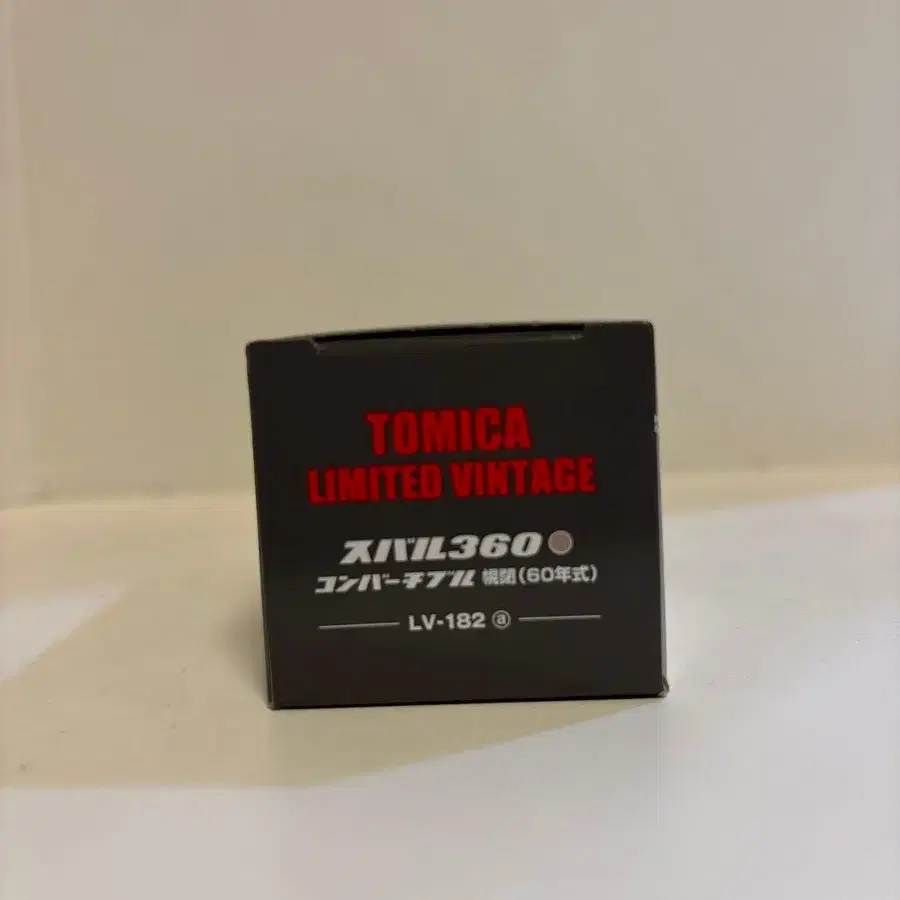 TOMICA
LIMITED VINTAGE
スバル360
コンバーチブル 幌閉(60年式)
LV-182 ⓐ